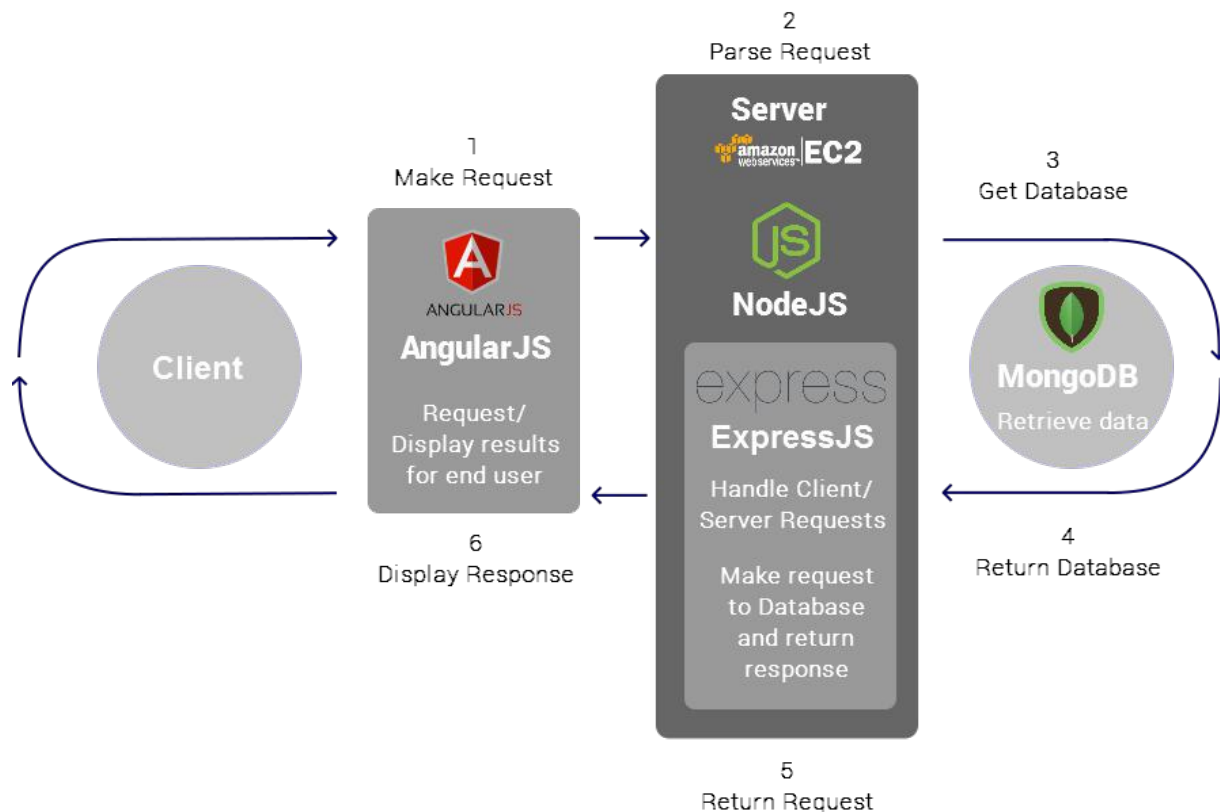 2
Parse Request
Server
amazon
webservices™
EC2
1
Make Request
3
Get Database
JS
ANGULARJS
NodeJS
AngularJS
Client
MongoDB
Retrieve data
express
ExpressJS
Request/
Display results
for end user
Handle Client/
Server Requests
Make request
to Database
and return
response
6
Display Response
4
Return Database
5
Return Request